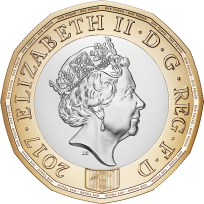 2017 · ELIZABETH II · D · G · REG · F · D ·
JC